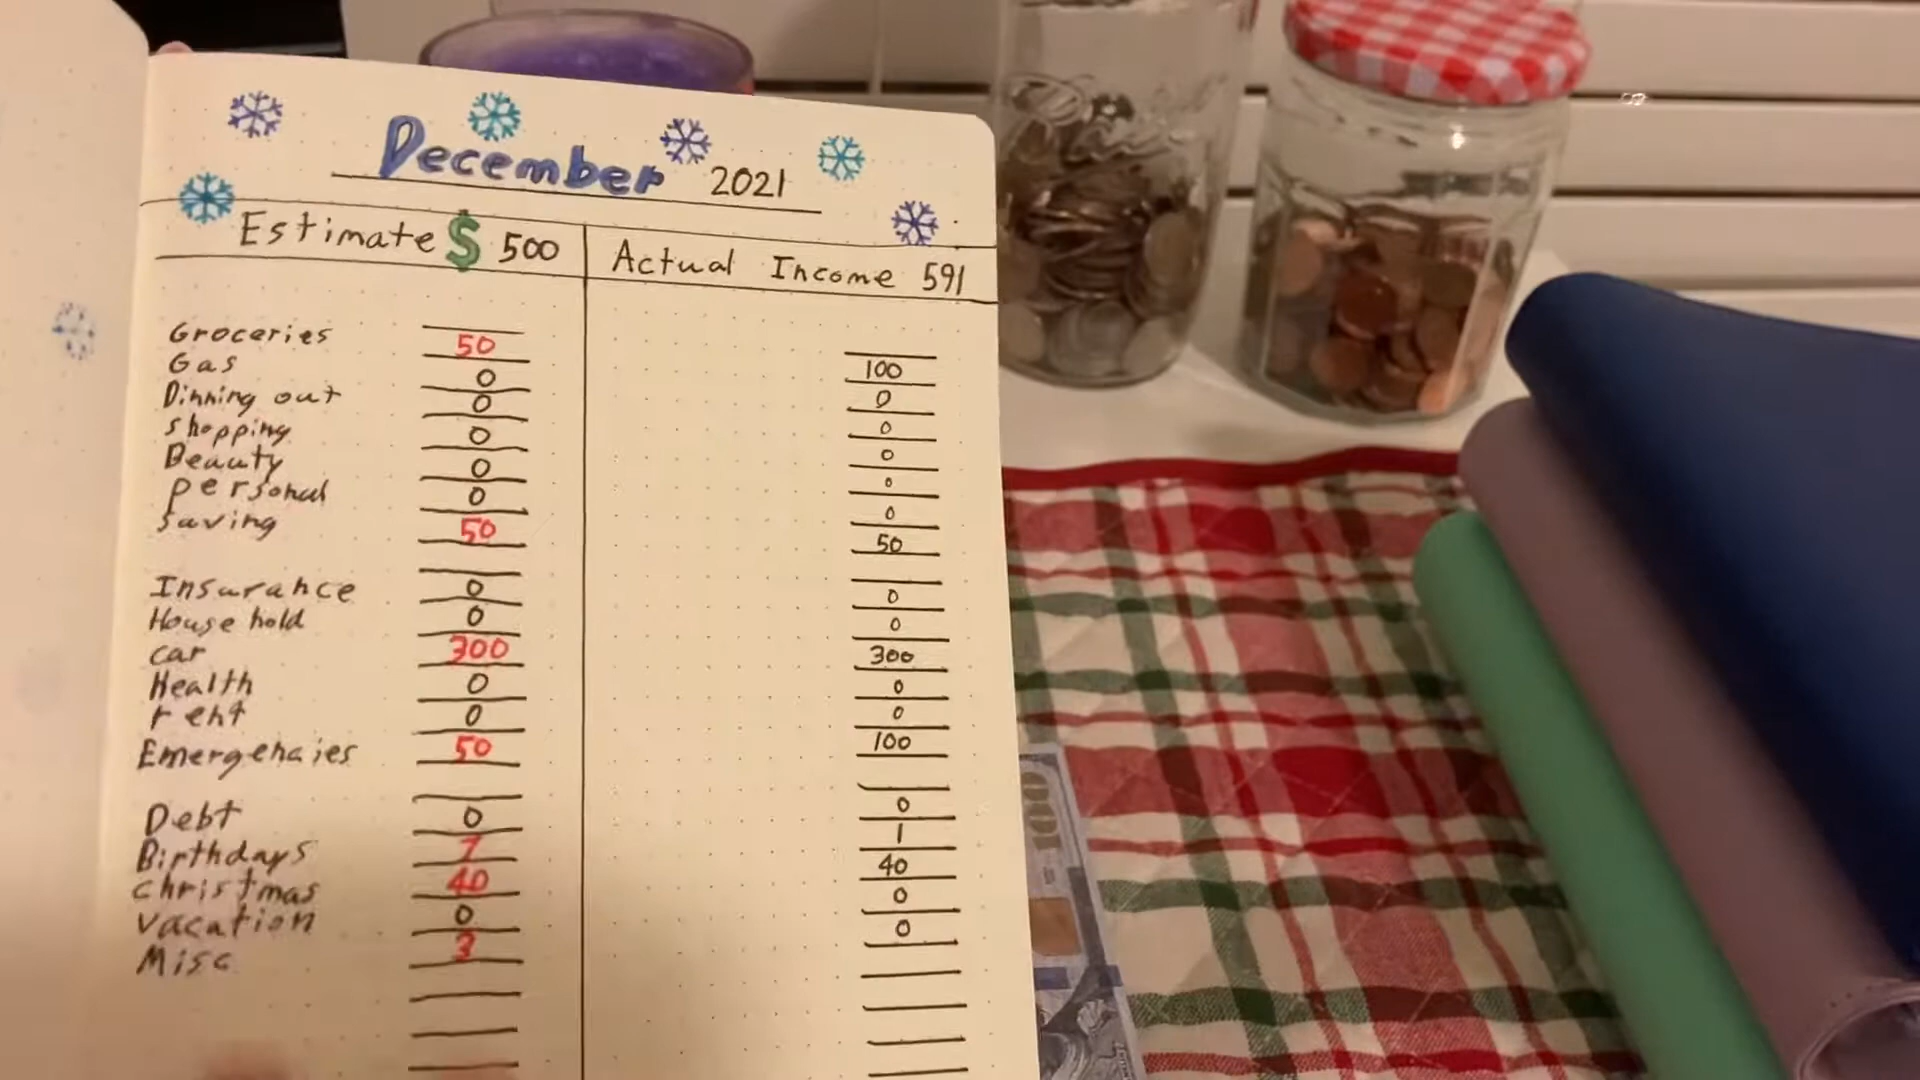 December 2021
Estimate $ 500 Actual Income 591
Groceries 50 100
Gas 0 0
Dinning out 0 0
shopping 0 0
Beauty 0 0
personal 0 0
saving 50 50
Insurance 0 0
House hold 0 0
car 300 300
Health 0 0
rent 0 0
Emergencies 50 100
Debt 0 0
Birthdays 7 1
christmas 40 40
vacation 0 0
Misc 3 0
100